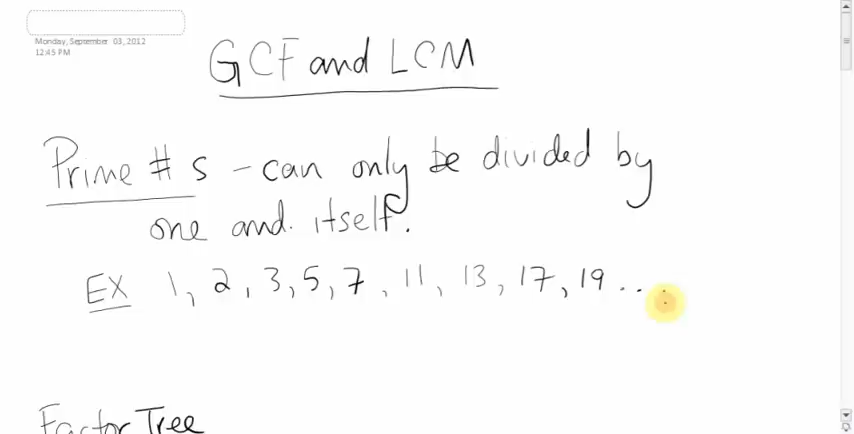 Monday, September 03, 2012
12:45 PM
GCF and LCM
Prime # s - can only be divided by
one and. itself.
EX 1, 2, 3, 5, 7, 11, 13, 17, 19 ...
Factor Tree